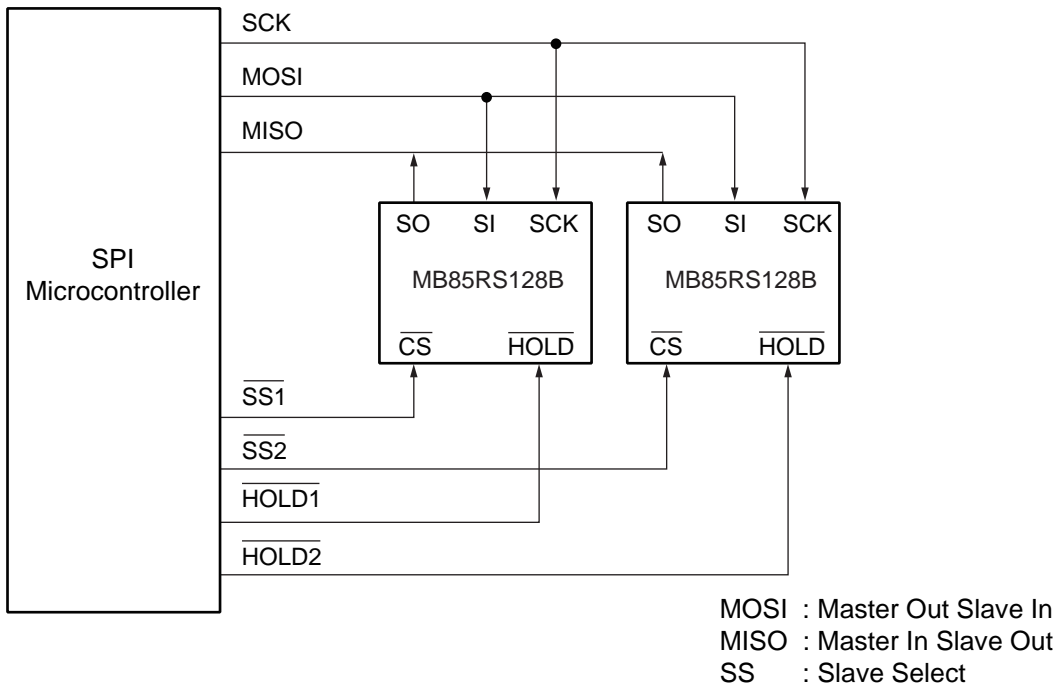 SCK
MOSI
MISO
SO SI SCK
MB85RS128B
CS HOLD
SO SI SCK
MB85RS128B
CS HOLD
SPI
Microcontroller
SS1
SS2
HOLD1
HOLD2
MOSI : Master Out Slave In
MISO : Master In Slave Out
SS : Slave Select